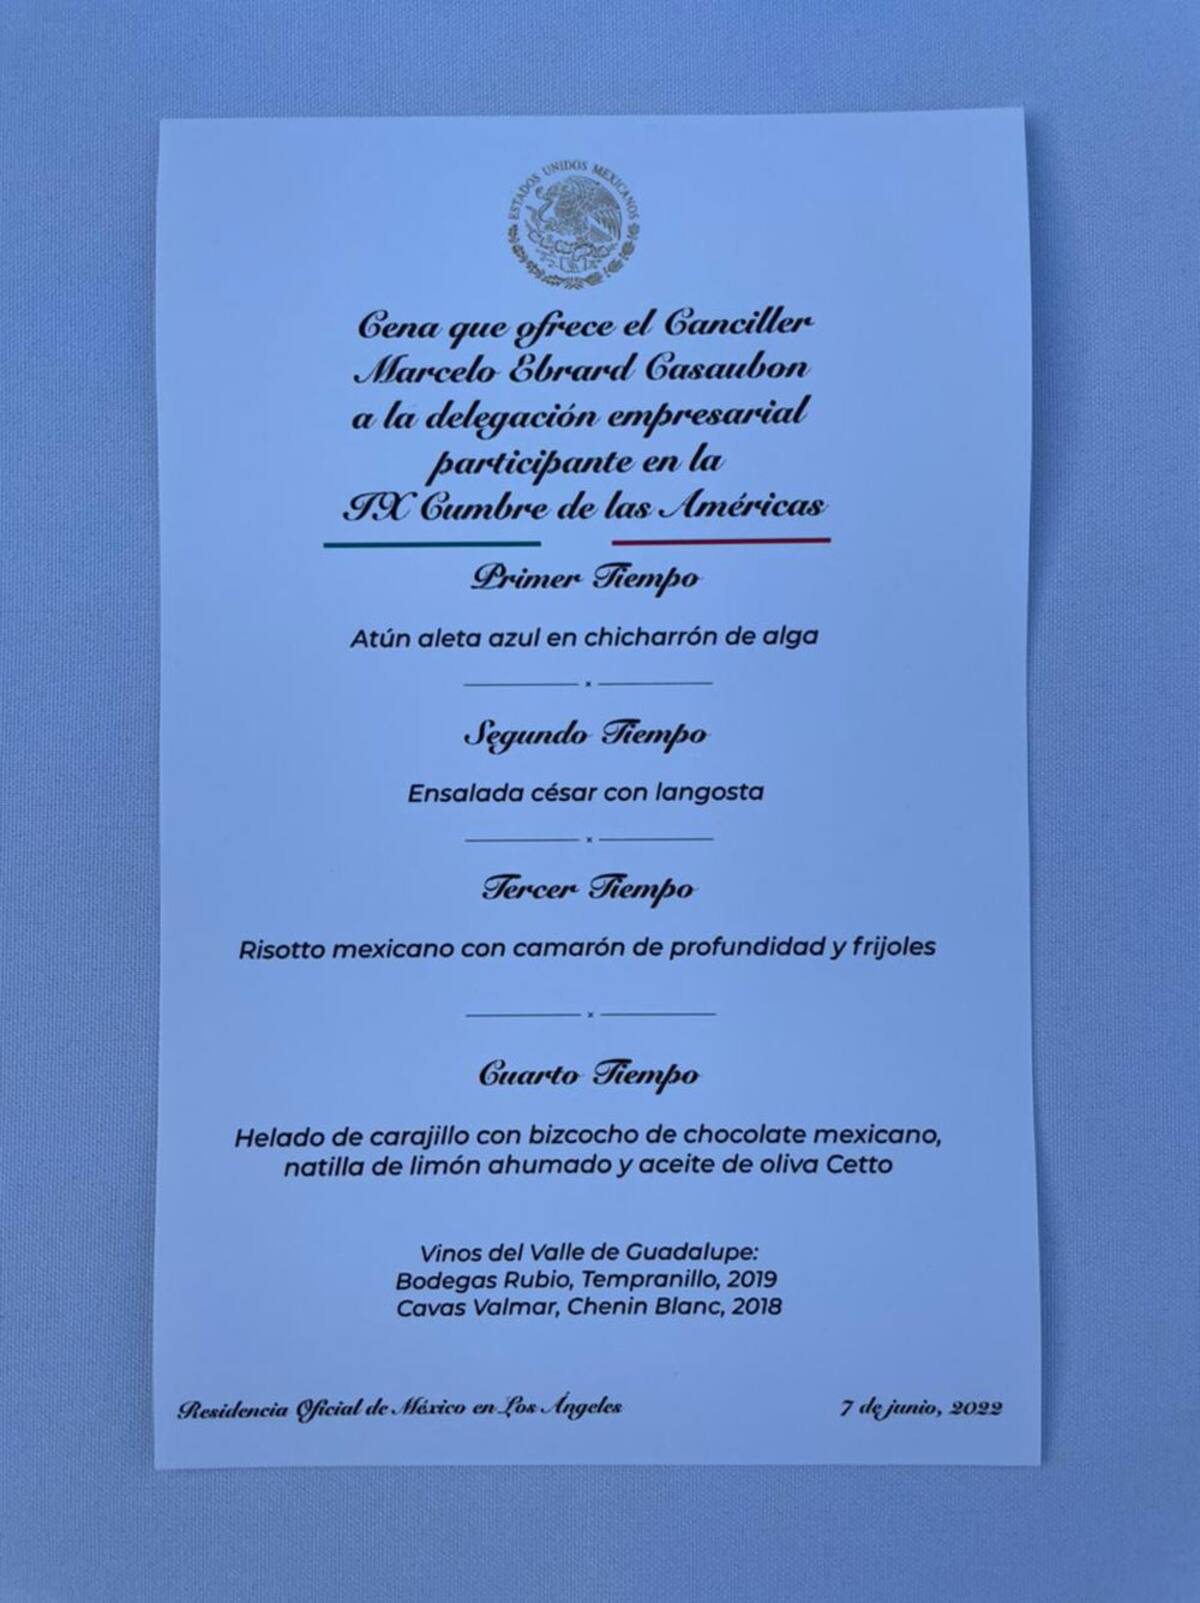 ESTADOS UNIDOS MEXICANOS
Cena que ofrece el Canciller
Marcelo Ebrard Casaubon
a la delegación empresarial
participante en la
IX Cumbre de las Américas
Primer Tiempo
Atún aleta azul en chicharrón de alga
Segundo Tiempo
Ensalada césar con langosta
Tercer Tiempo
Risotto mexicano con camarón de profundidad y frijoles
Cuarto Tiempo
Helado de carajillo con bizcocho de chocolate mexicano,
natilla de limón ahumado y aceite de oliva Cetto
Vinos del Valle de Guadalupe:
Bodegas Rubio, Tempranillo, 2019
Cavas Valmar, Chenin Blanc, 2018
Residencia Oficial de México en Los Ángeles
7 de junio, 2022